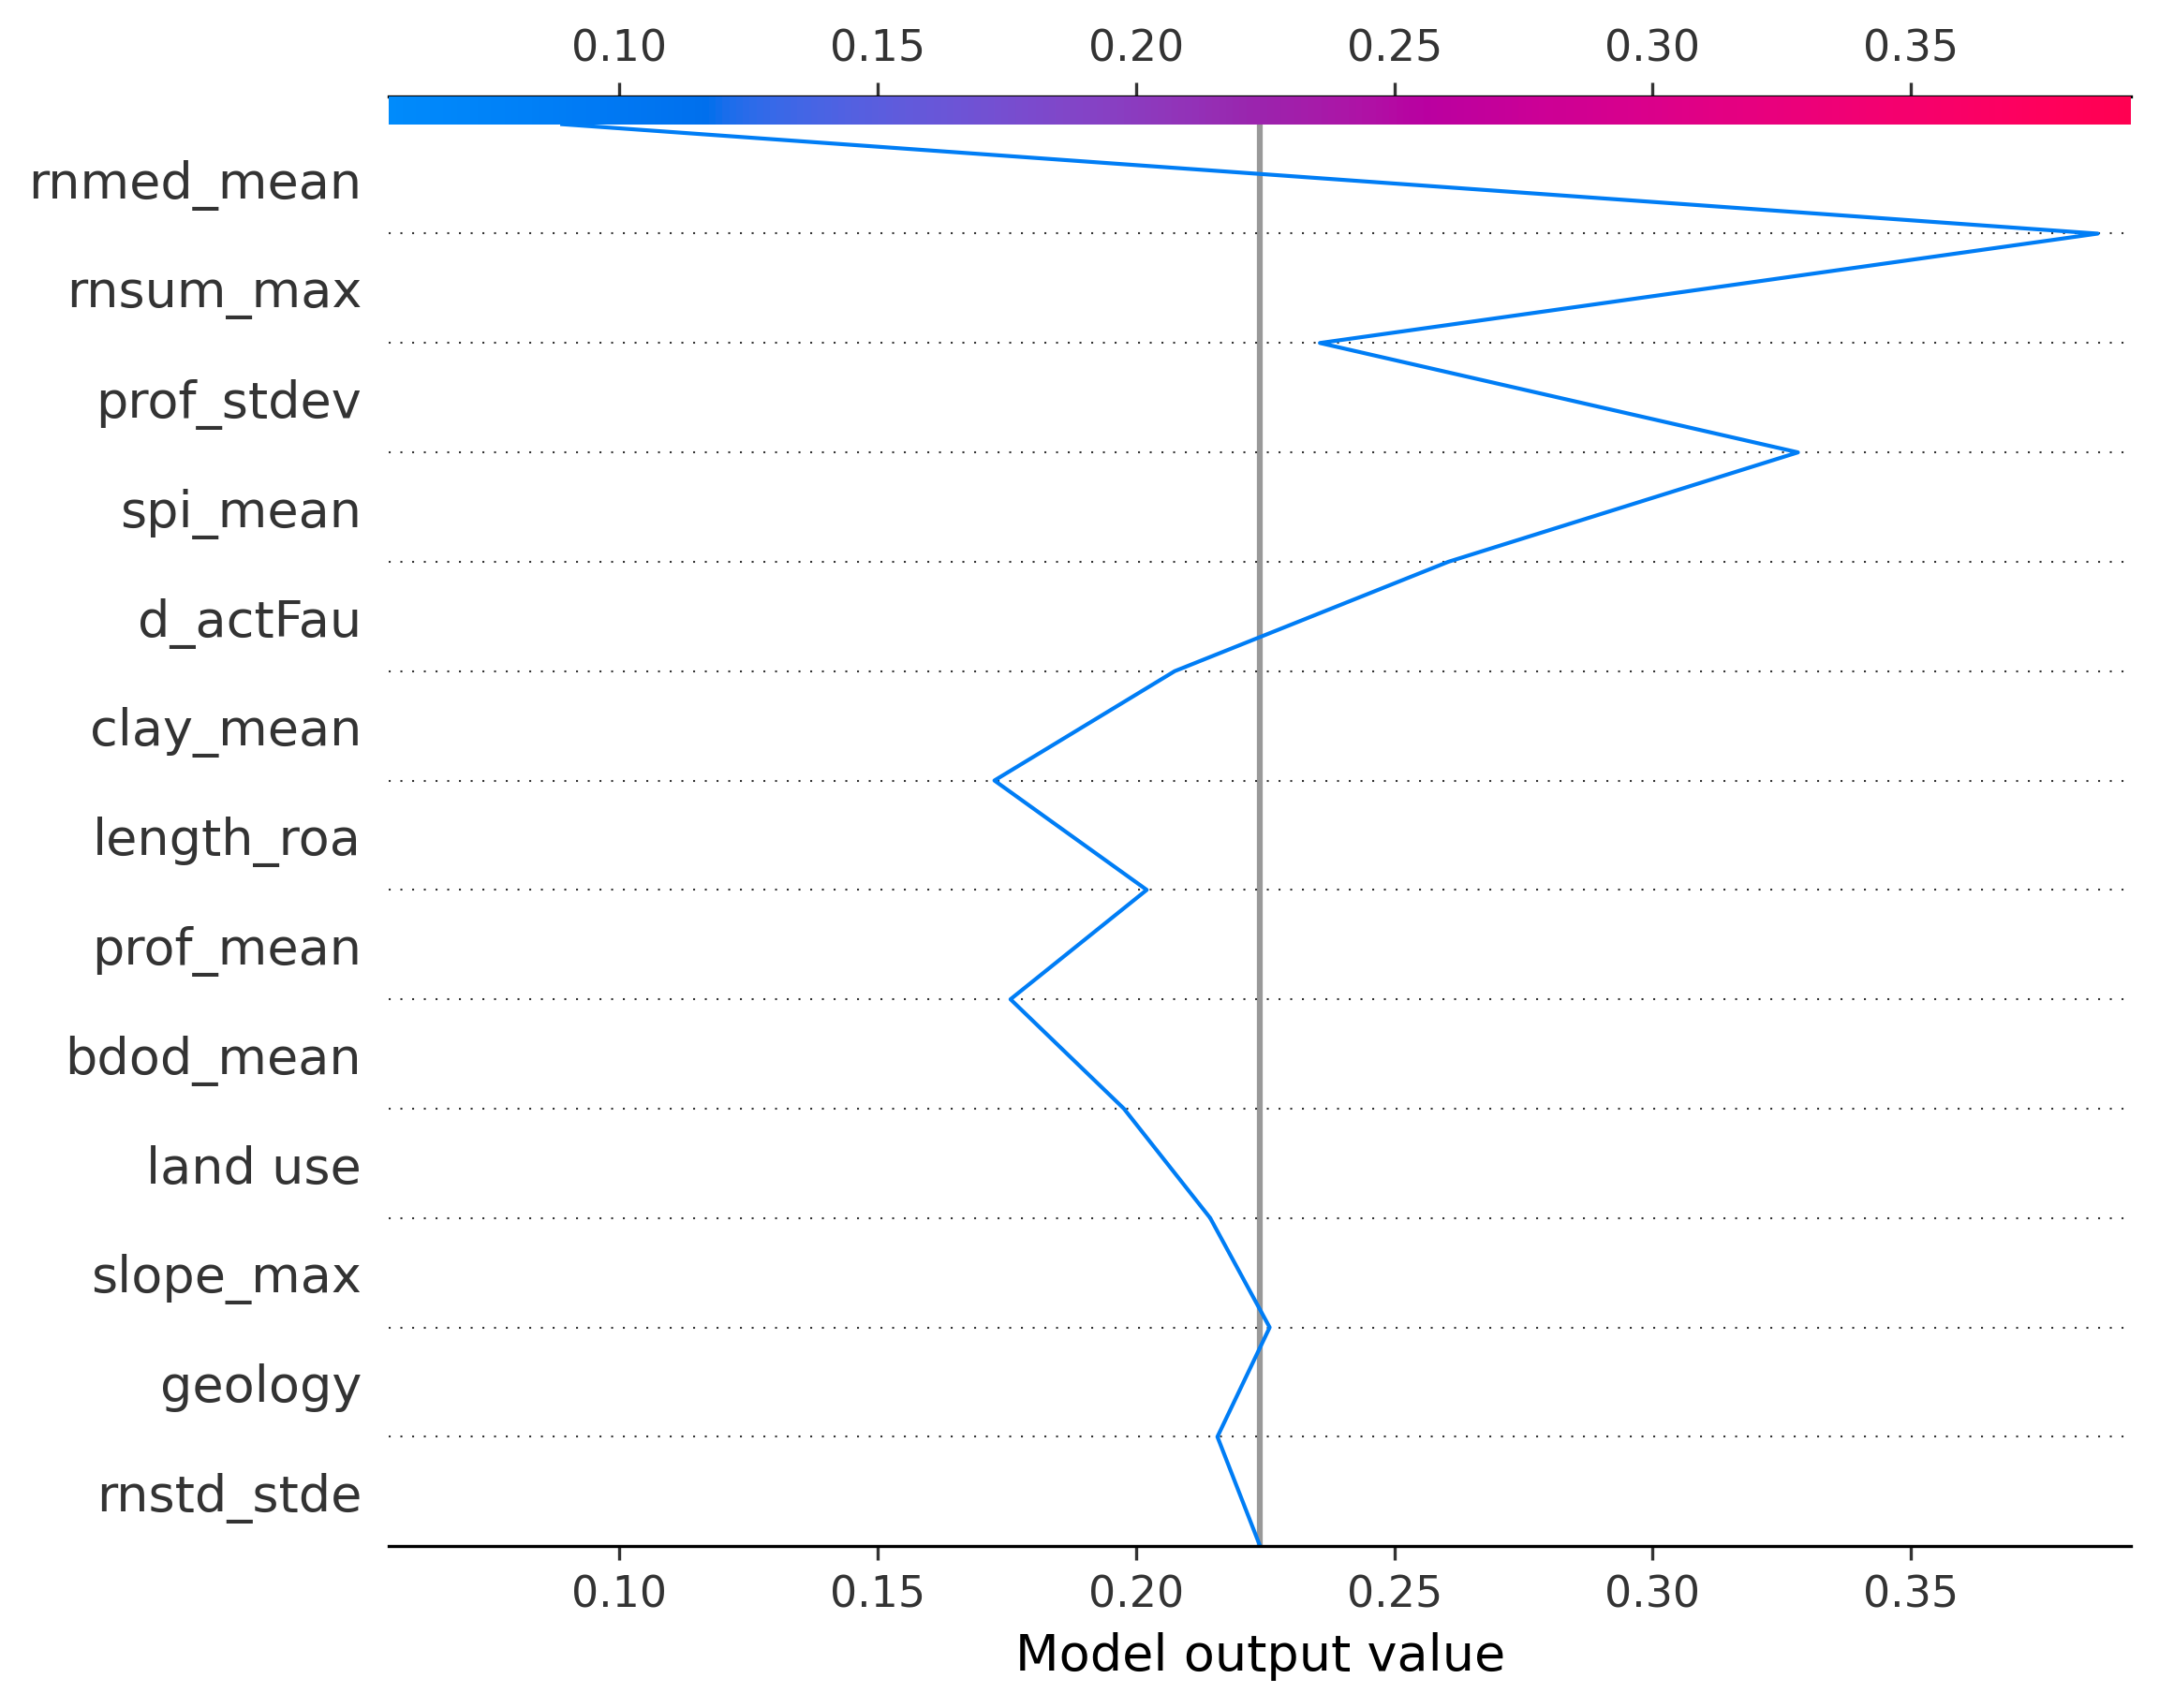 0.10 0.15 0.20 0.25 0.30 0.35
rnmed_mean
rnsum_max
prof_stdev
spi_mean
d_actFau
clay_mean
length_roa
prof_mean
bdod_mean
land use
slope_max
geology
rnstd_stde
0.10 0.15 0.20 0.25 0.30 0.35
Model output value